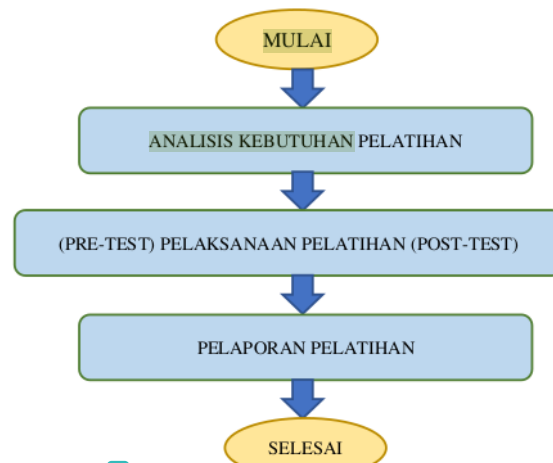 MULAI
ANALISIS KEBUTUHAN PELATIHAN
(PRE-TEST) PELAKSANAAN PELATIHAN (POST-TEST)
PELAPORAN PELATIHAN
SELESAI